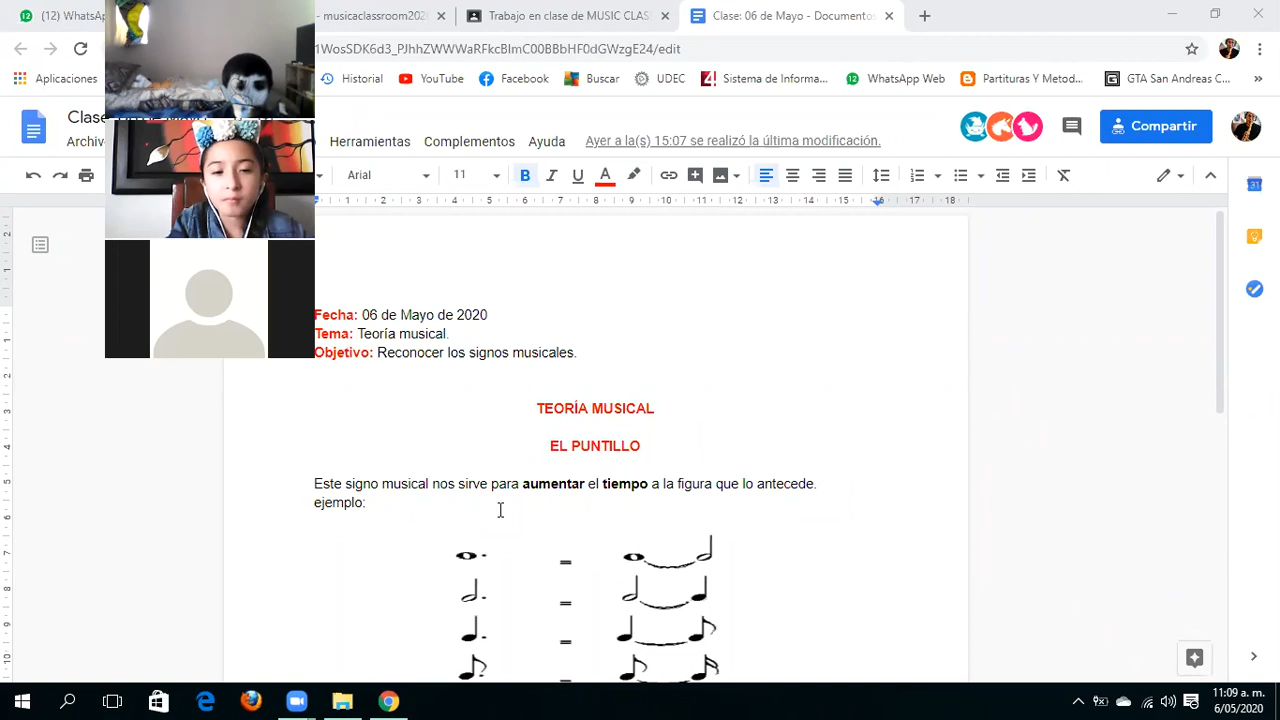 (12) WhatsApp
- musicaclassroom20
Trabajo en clase de MUSIC CLAS
Clase: 06 de Mayo - Documentos
1WosSDK6d3_PJhhZWWWaRFkcBlmC00BBbHF0dGWzgE24/edit
Aplicaciones
Historial
YouTube
Facebook
Buscar
UDEC
Sistema de Informa...
WhatsApp Web
Partituras Y Metod...
GTA San Andreas C...
Clase
Archiv
Herramientas
Complementos
Ayuda
Ayer a la(s) 15:07 se realizó la última modificación.
Compartir
Arial
11
Fecha: 06 de Mayo de 2020
Tema: Teoría musical.
Objetivo: Reconocer los signos musicales.
TEORÍA MUSICAL
EL PUNTILLO
Este signo musical nos sirve para aumentar el tiempo a la figura que lo antecede.
ejemplo:
11:09 a. m.
6/05/2020